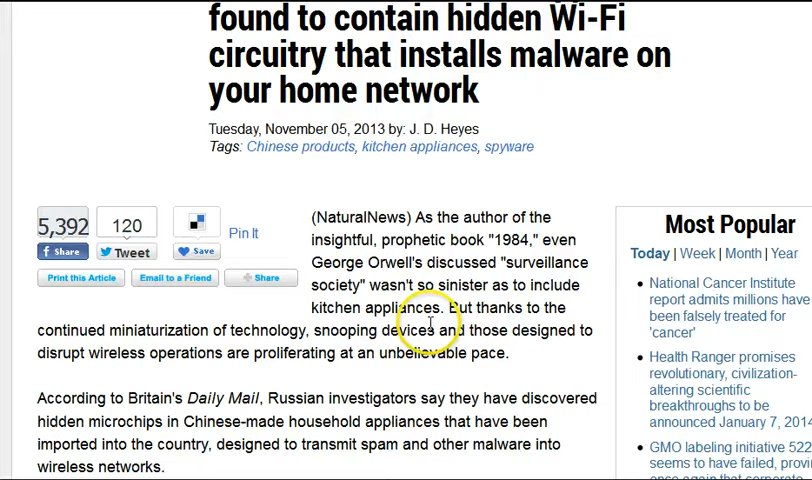 found to contain hidden Wi-Fi
circuitry that installs malware on
your home network
Tuesday, November 05, 2013 by: J. D. Heyes
Tags: Chinese products, kitchen appliances, spyware
5,392
120
Pin It
Share
Tweet
Save
Print this Article
Email to a Friend
Share
(NaturalNews) As the author of the
insightful, prophetic book "1984," even
George Orwell's discussed "surveillance
society" wasn't so sinister as to include
kitchen appliances. But thanks to the
continued miniaturization of technology, snooping devices and those designed to
disrupt wireless operations are proliferating at an unbelievable pace.
According to Britain's Daily Mail, Russian investigators say they have discovered
hidden microchips in Chinese-made household appliances that have been
imported into the country, designed to transmit spam and other malware into
wireless networks.
Most Popular
Today | Week | Month | Year
National Cancer Institute
report admits millions have
been falsely treated for
'cancer'
Health Ranger promises
revolutionary, civilization-
altering scientific
breakthroughs to be
announced January 7, 2014
GMO labeling initiative 522
seems to have failed,
once again that